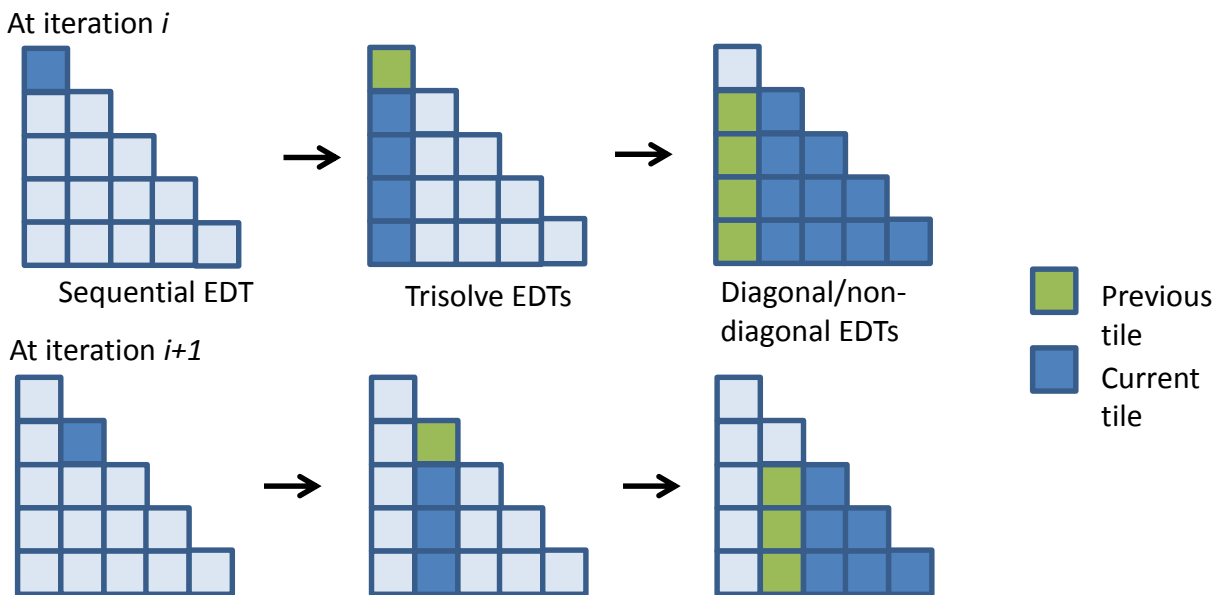 At iteration i
Sequential EDT
Trisolve EDTs
Diagonal/non-
diagonal EDTs
Previous
tile
Current
tile
At iteration i+1